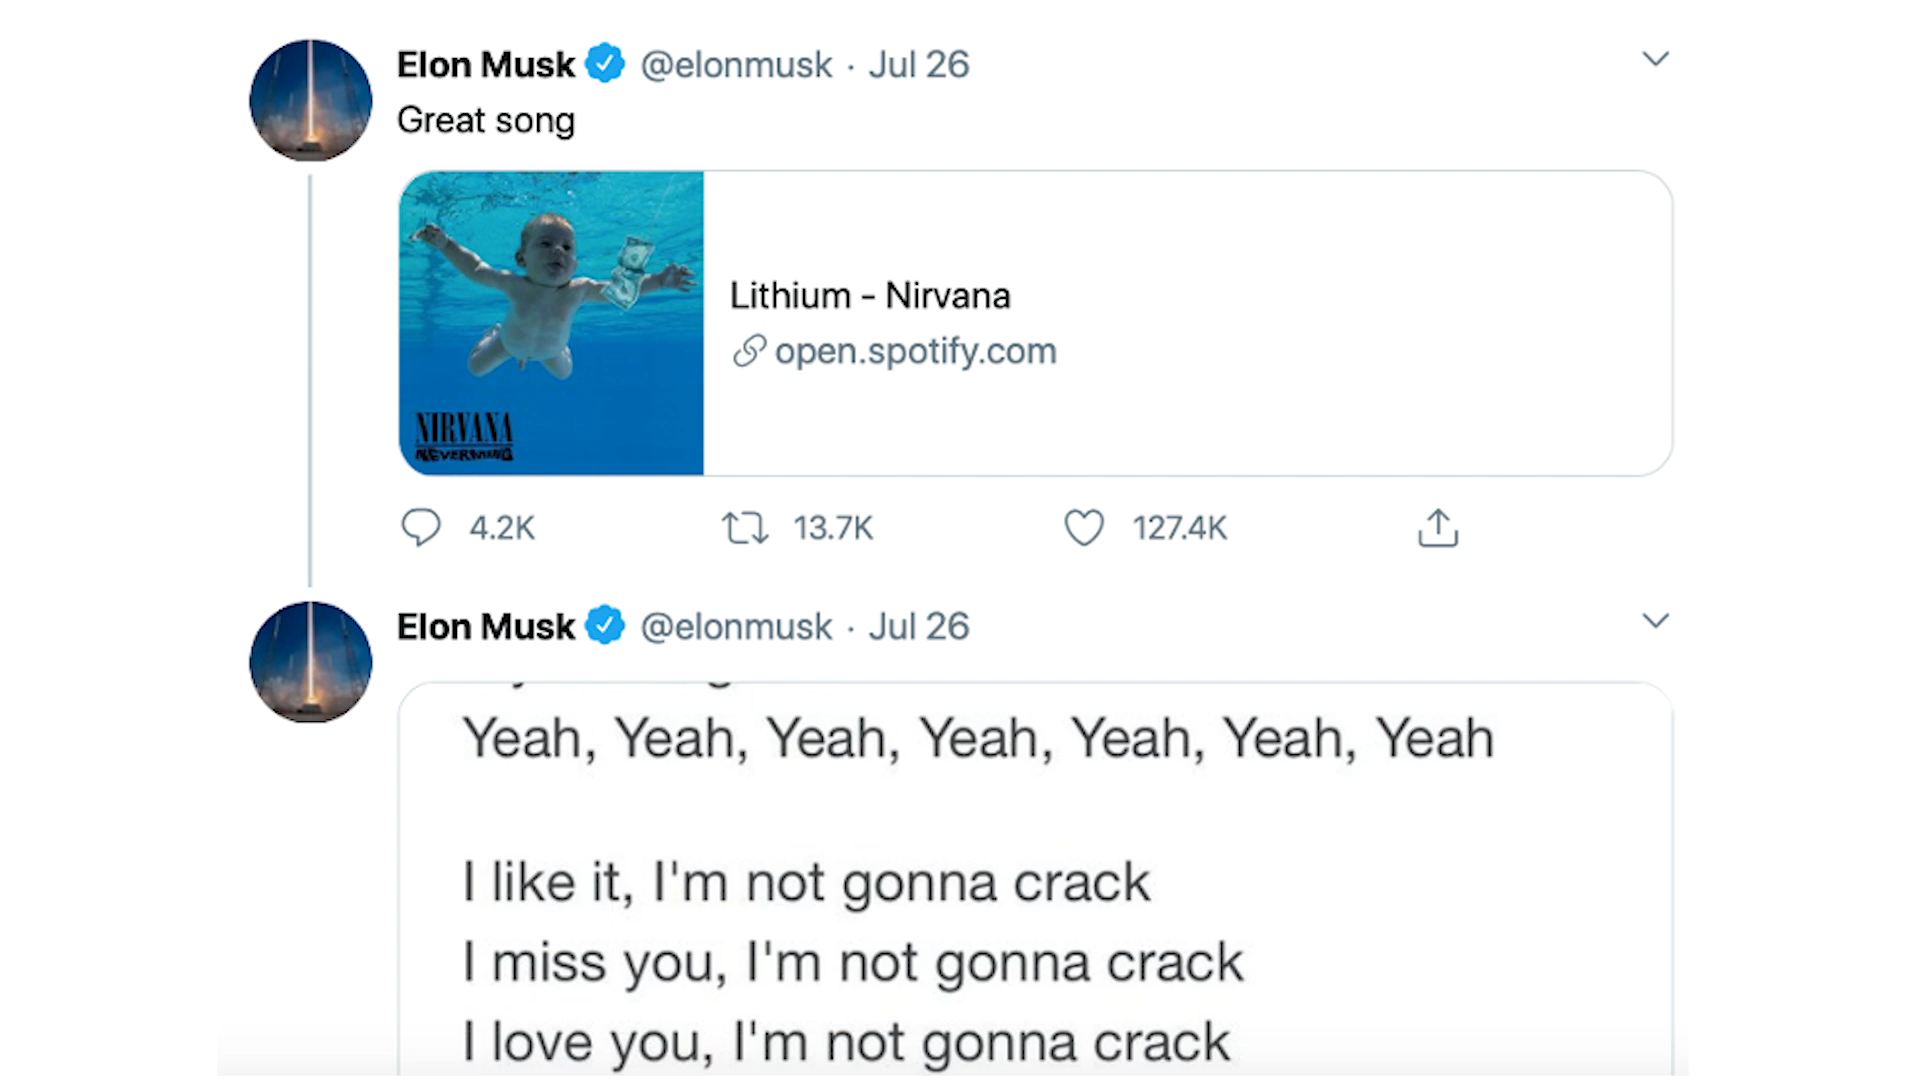 Elon Musk @elonmusk · Jul 26
Great song
NIRVANA
NEVERMIND
Lithium - Nirvana
open.spotify.com
4.2K 13.7K 127.4K
Elon Musk @elonmusk · Jul 26
Yeah, Yeah, Yeah, Yeah, Yeah, Yeah, Yeah
I like it, I'm not gonna crack
I miss you, I'm not gonna crack
I love you, I'm not gonna crack